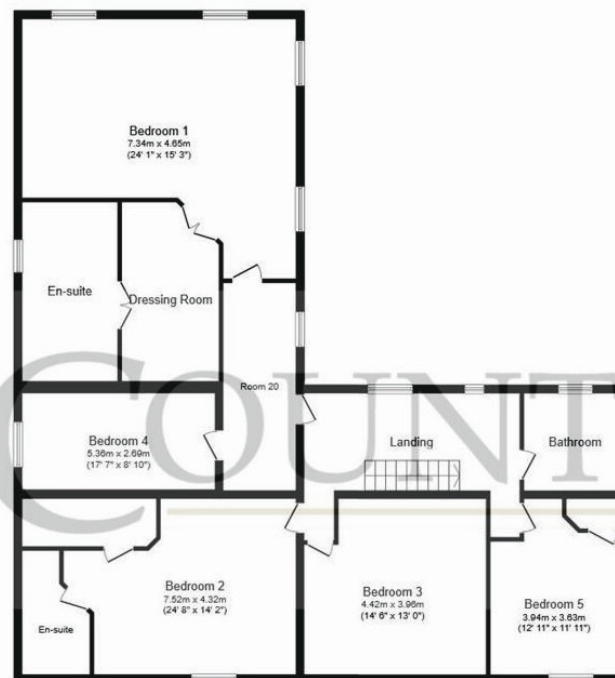 Bedroom 1
7.34m x 4.65m
(24' 1" x 15' 3")
En-suite
Dressing Room
Room 20
COUNT
Bedroom 4
5.36m x 2.69m
(17' 7" x 8' 10")
Landing
Bathroom
Bedroom 2
7.52m x 4.32m
(24' 8" x 14' 2")
Bedroom 3
4.42m x 3.96m
(14' 6" x 13' 0")
Bedroom 5
3.94m x 3.63m
(12' 11" x 11' 11")
En-suite